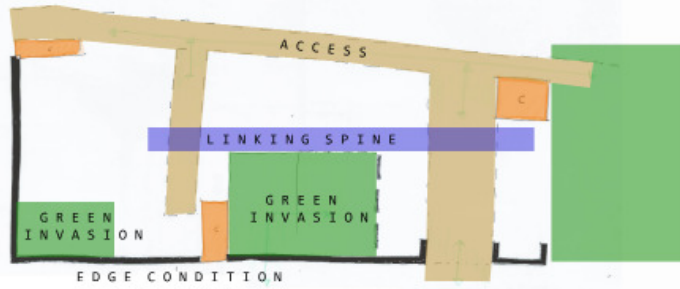 ACCESS
C
LINKING SPINE
GREEN
INVASION
GREEN
INVASION
C
EDGE CONDITION